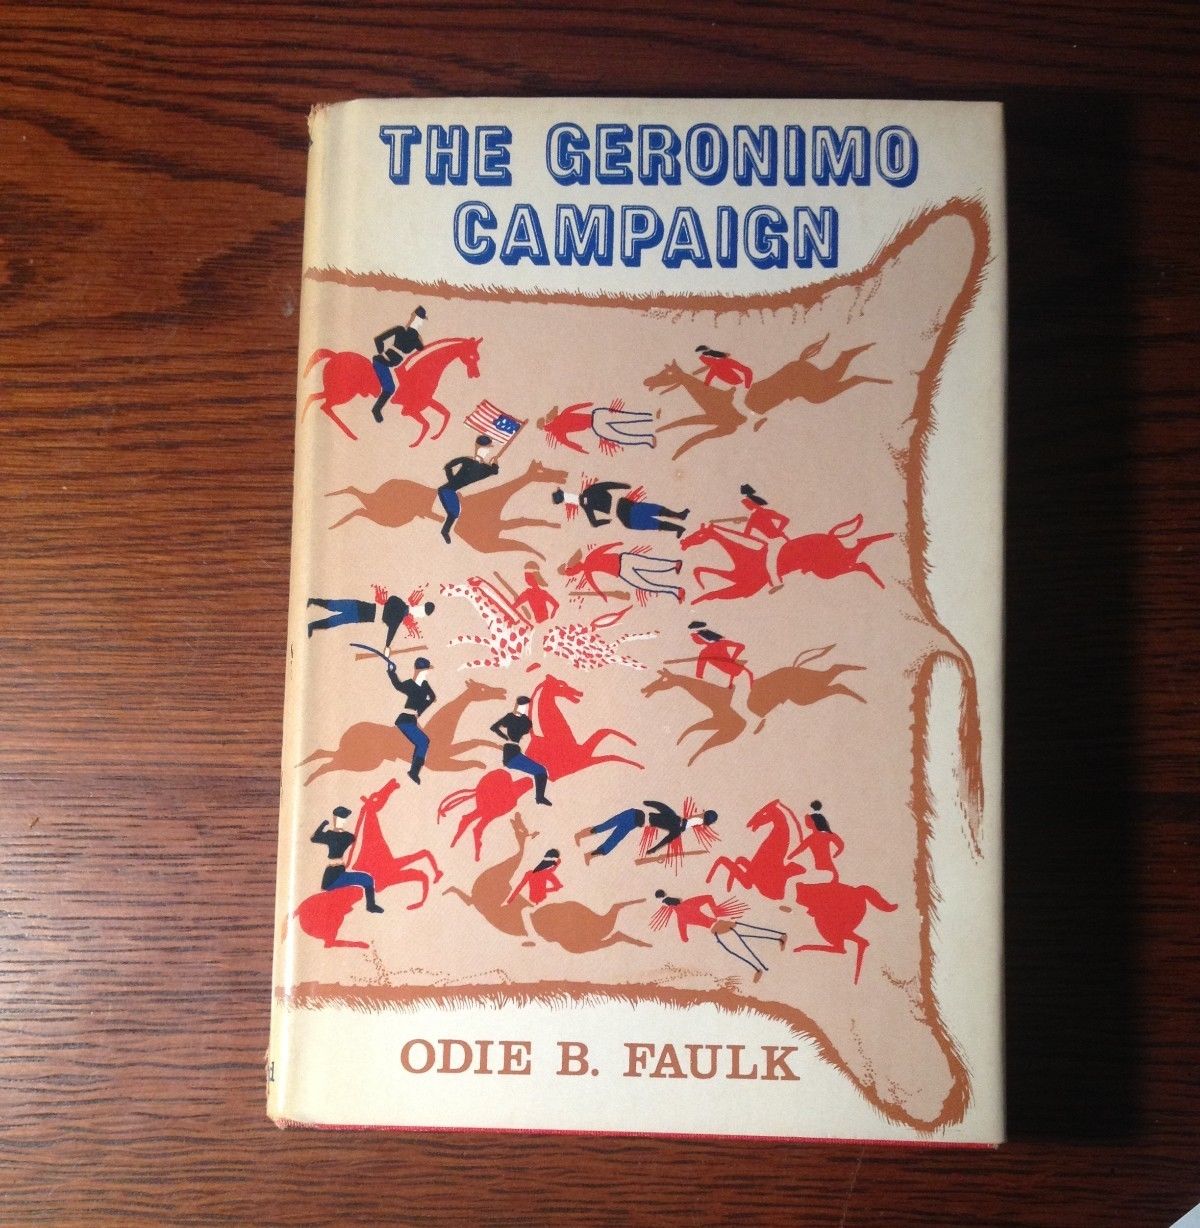 THE GERONIMO
CAMPAIGN
ODIE B. FAULK